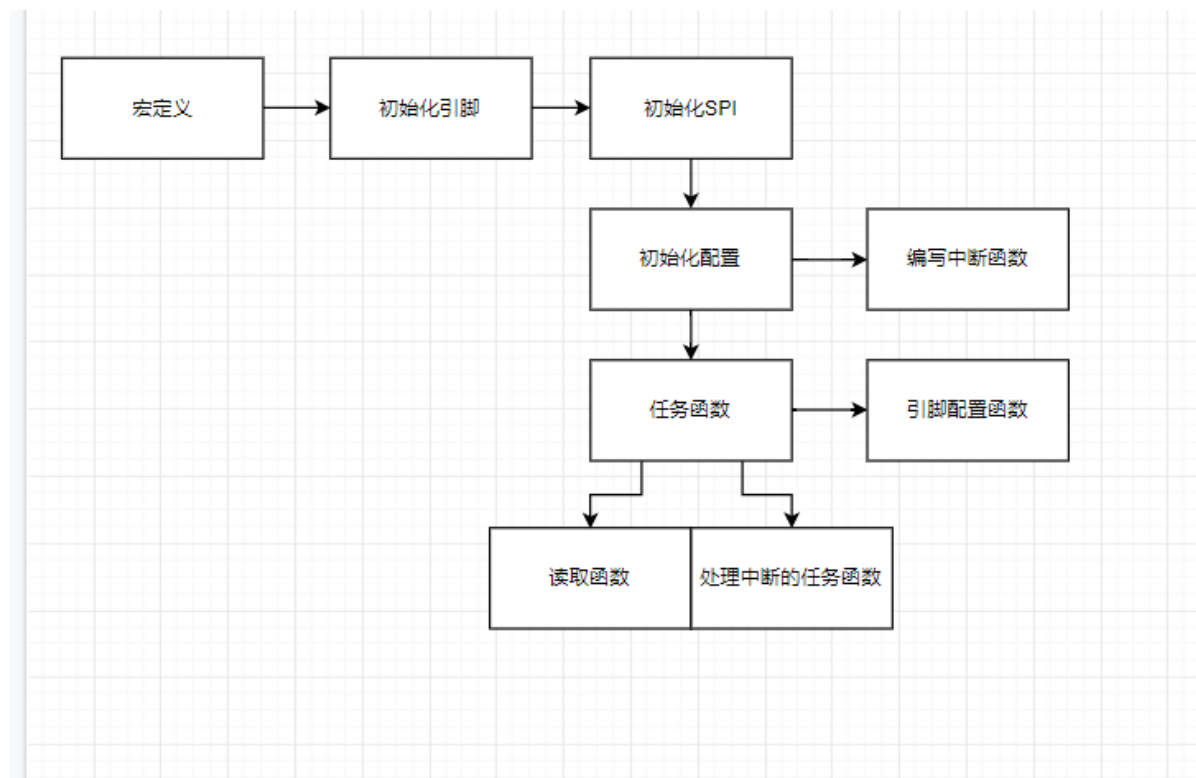 宏定义
初始化引脚
初始化SPI
初始化配置
编写中断函数
任务函数
引脚配置函数
读取函数
处理中断的任务函数